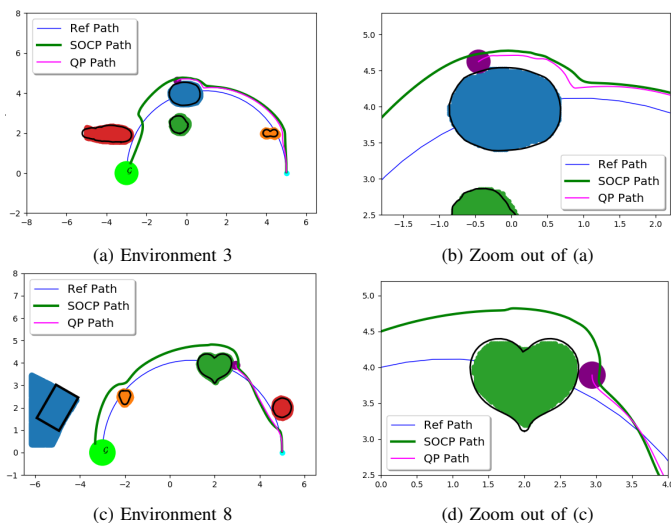 8
Ref Path
SOCP Path
QP Path
6
4
2
0
−2
−8 −6 −4 −2 0 2 4 6
(a) Environment 3
5.0
4.5
4.0
3.5
3.0
2.5
Ref Path
SOCP Path
QP Path
−1.5 −1.0 −0.5 0.0 0.5 1.0 1.5 2.0
(b) Zoom out of (a)
8
Ref Path
SOCP Path
QP Path
7
6
5
4
3
2
1
0
−1
−6 −4 −2 0 2 4 6
(c) Environment 8
5.0
4.5
4.0
3.5
3.0
2.5
Ref Path
SOCP Path
QP Path
0.0 0.5 1.0 1.5 2.0 2.5 3.0 3.5 4.0
(d) Zoom out of (c)